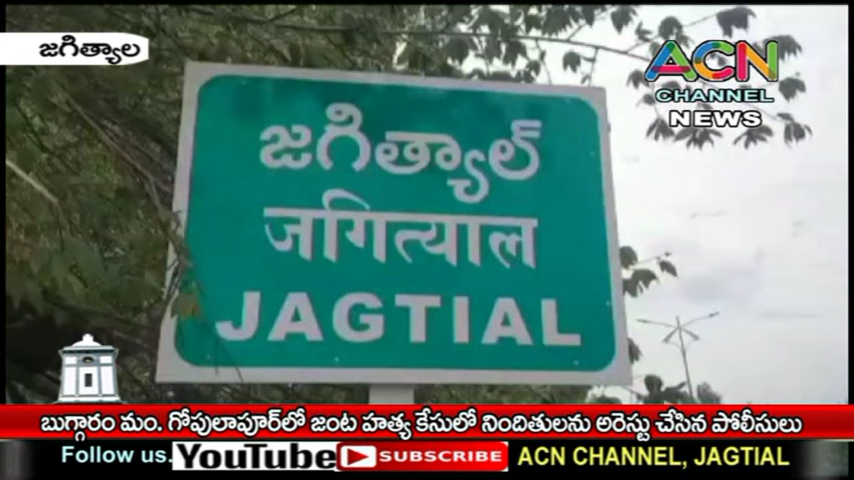 జగిత్యాల
ACN
CHANNEL
NEWS
జగిత్యాల్
जगित्याल
JAGTIAL
బుగ్గారం మం. గోపులాపూర్‌లో జంట హత్య కేసులో నిందితులను అరెస్టు చేసిన పోలీసులు
Follow us. YouTube SUBSCRIBE ACN CHANNEL, JAGTIAL